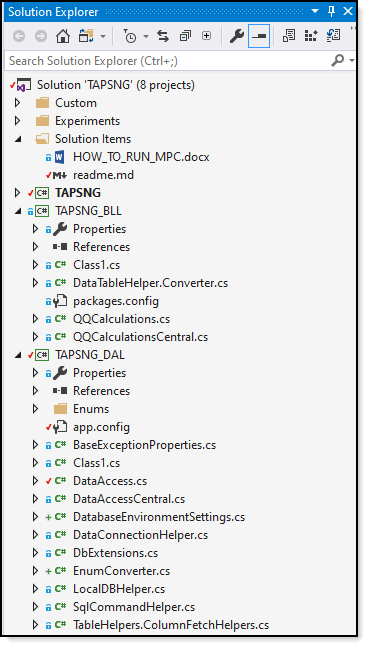 Solution Explorer
Search Solution Explorer (Ctrl+;)
Solution 'TAPSNG' (8 projects)
Custom
Experiments
Solution Items
HOW_TO_RUN_MPC.docx
readme.md
C# TAPSNG
C# TAPSNG_BLL
Properties
References
C# Class1.cs
C# DataTableHelper.Converter.cs
packages.config
C# QQCalculations.cs
C# QQCalculationsCentral.cs
C# TAPSNG_DAL
Properties
References
Enums
app.config
C# BaseExceptionProperties.cs
C# Class1.cs
C# DataAccess.cs
C# DataAccessCentral.cs
C# DatabaseEnvironmentSettings.cs
C# DataConnectionHelper.cs
C# DbExtensions.cs
C# EnumConverter.cs
C# LocalDBHelper.cs
C# SqlCommandHelper.cs
C# TableHelpers.ColumnFetchHelpers.cs